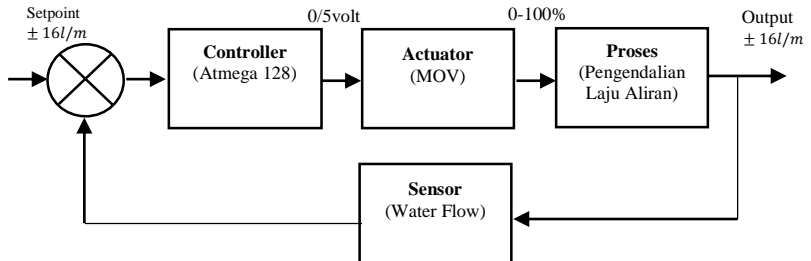 Setpoint
± 16l/m
Controller
(Atmega 128)
0/5volt
Actuator
(MOV)
0-100%
Proses
(Pengendalian
Laju Aliran)
Output
± 16l/m
Sensor
(Water Flow)